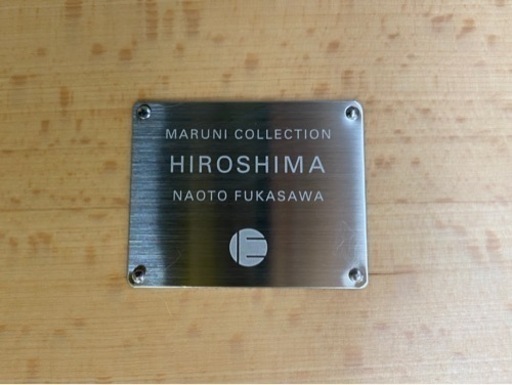 MARUNI COLLECTION
HIROSHIMA
NAOTO FUKASAWA